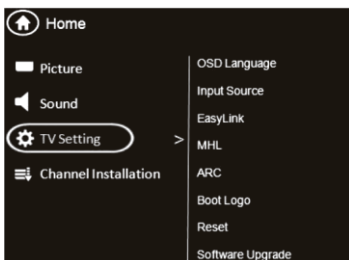 Home
Picture
Sound
TV Setting >
Channel Installation
OSD Language
Input Source
EasyLink
MHL
ARC
Boot Logo
Reset
Software Upgrade